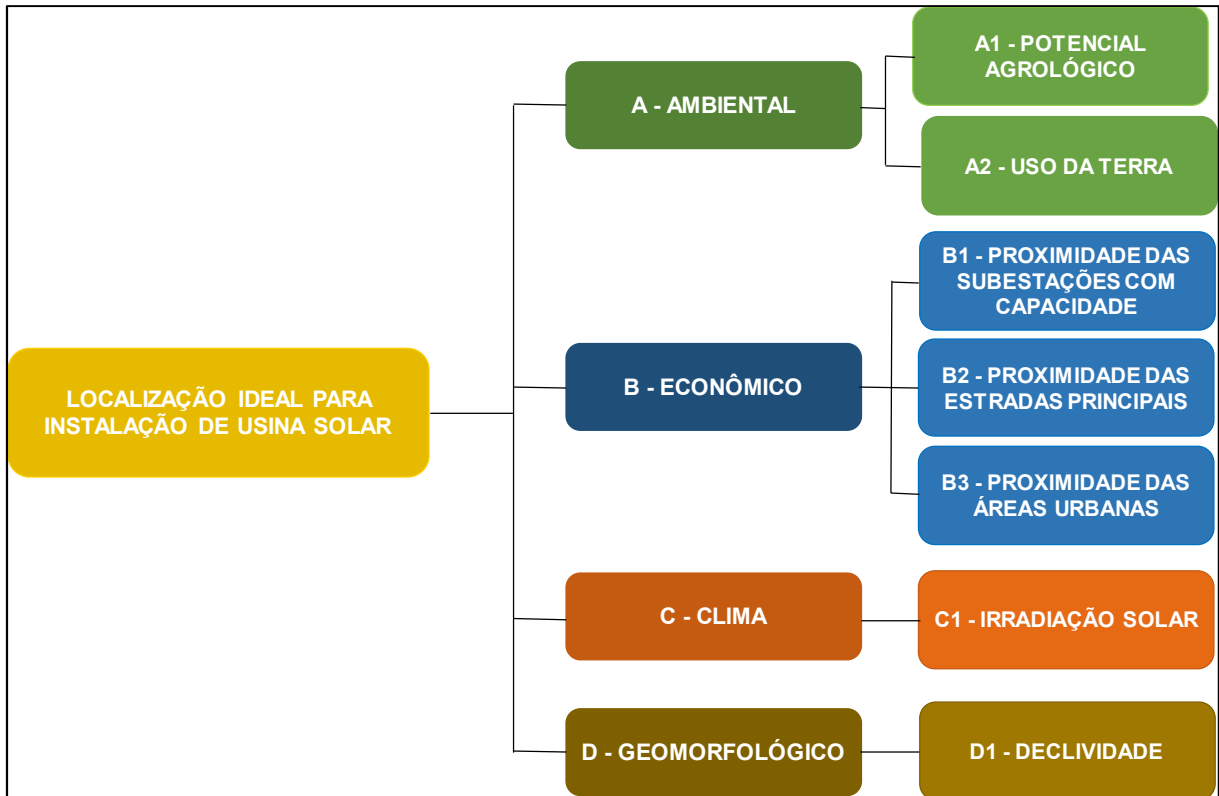 LOCALIZAÇÃO IDEAL PARA
INSTALAÇÃO DE USINA SOLAR
A - AMBIENTAL
A1 - POTENCIAL
AGROLÓGICO
A2 - USO DA TERRA
B - ECONÔMICO
B1 - PROXIMIDADE DAS
SUBESTAÇÕES COM
CAPACIDADE
B2 - PROXIMIDADE DAS
ESTRADAS PRINCIPAIS
B3 - PROXIMIDADE DAS
ÁREAS URBANAS
C - CLIMA
C1 - IRRADIAÇÃO SOLAR
D - GEOMORFOLÓGICO
D1 - DECLIVIDADE